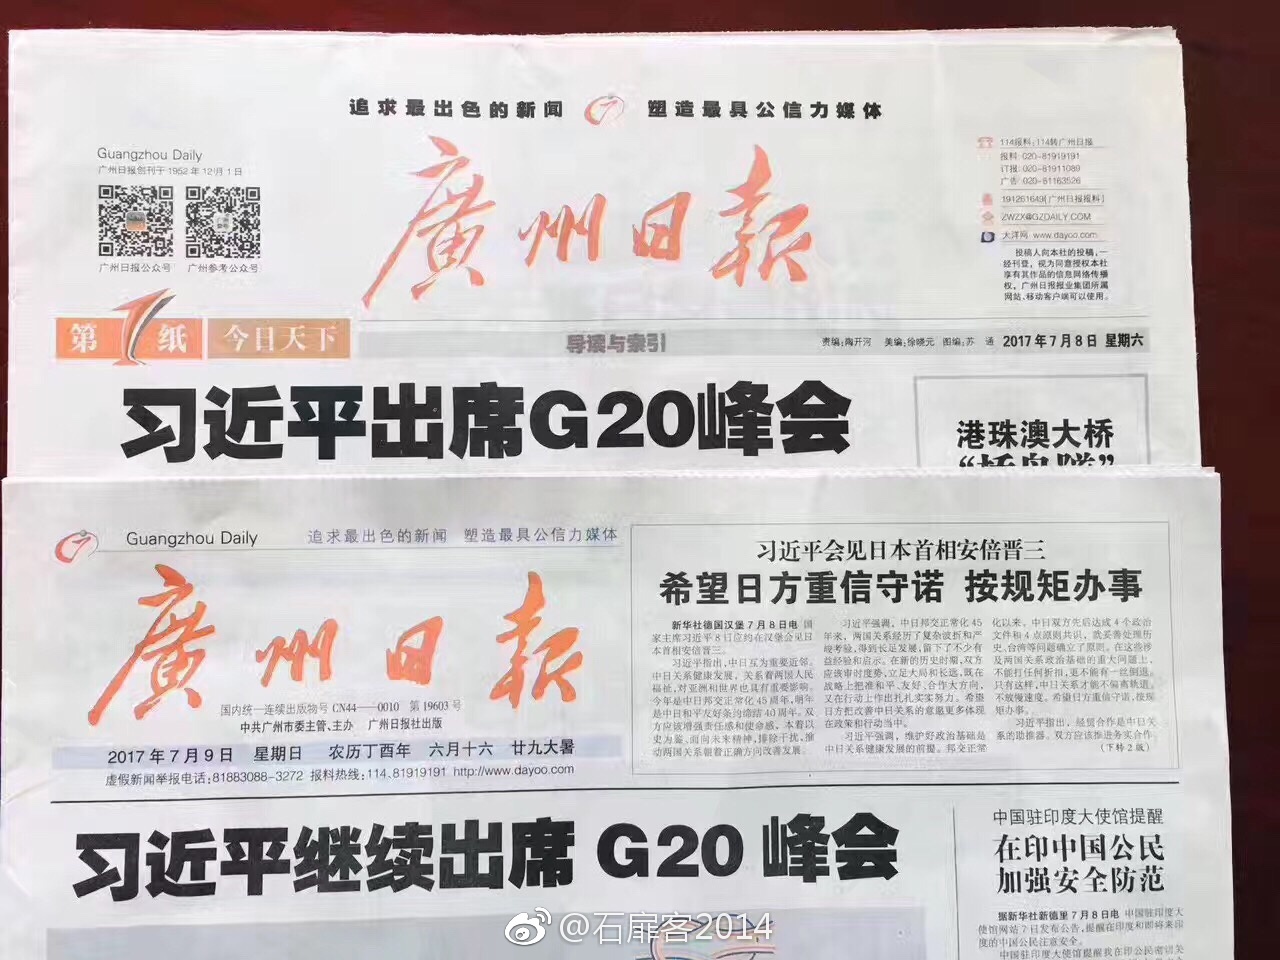 追求最出色的新闻 塑造最具公信力媒体
Guangzhou Daily
广州日报创刊于1952年12月1日
广州日报公众号 广州参考公众号
廣州日報
114报料:114转广州日报
报料:020-81919191
订报:020-81911089
广告:020-81163526
191261649(广州日报报料)
ZWZX@GZDAILY.COM
大洋网 www.dayoo.com
投稿人向本社的投稿,一
经刊登,视为同意授权本社
享有其作品的信息网络传播
权,广州日报报业集团所属
网站、移动客户端可以使用。
第1纸 今日天下
导读与索引
责编:陶开河 美编:徐晓元 图编:苏 通 2017年7月8日 星期六
习近平出席G20峰会
港珠澳大桥
Guangzhou Daily 追求最出色的新闻 塑造最具公信力媒体
廣州日報
国内统一连续出版物号 CN44—0010 第19603号
中共广州市委主管、主办 广州日报社出版
2017年7月9日 星期日 农历丁酉年 六月十六 廿九大暑
虚假新闻举报电话:81883088-3272 报料热线:114、81919191 http://www.dayoo.com
习近平会见日本首相安倍晋三
希望日方重信守诺 按规矩办事
新华社德国汉堡7月8日电 国
家主席习近平8日应约在汉堡会见日
本首相安倍晋三。
习近平指出,中日互为重要近邻。
中日关系健康发展,关系着两国人民
福祉,对亚洲和世界也具有重要影响。
今年是中日邦交正常化45周年,明年
是中日和平友好条约缔结40周年。双
方应该增强责任感和使命感,本着以
史为鉴、面向未来精神,排除干扰,推
动两国关系朝着正确方向改善发展。
习近平强调,中日邦交正常化45
年来,两国关系经历了复杂波折和严
峻考验,得到长足发展,留下了不少有
益经验和启示。在新的历史时期,双方
应该审时度势,立足大局和长远,既在
战略上把准和平、友好、合作大方向,
又在行动上作出扎扎实实努力。希望
日方把改善中日关系的意愿更多体现
在政策和行动当中。
习近平强调,维护好政治基础是
中日关系健康发展的前提。邦交正常
化以来,中日双方先后达成4个政治
文件和4点原则共识,就妥善处理历
史、台湾等问题确立了原则。在这些涉
及两国关系政治基础的重大问题上,
不能打任何折扣,更不能有一丝倒退。
只有这样,中日关系才能不偏离轨道、
不放慢速度。希望日方重信守诺,按规
矩办事。
习近平指出,经贸合作是中日关
系的助推器。双方应该推进务实合作。
(下转2版)
习近平继续出席 G20 峰会
中国驻印度大使馆提醒
在印中国公民
加强安全防范
据新华社新德里7月8日电 中国驻印度大
使馆网站7日发布公告,提醒在印度和即将来印
度的中国公民注意安全。
中国驻印度大使馆提醒我在印公民密切关
@石扉客2014